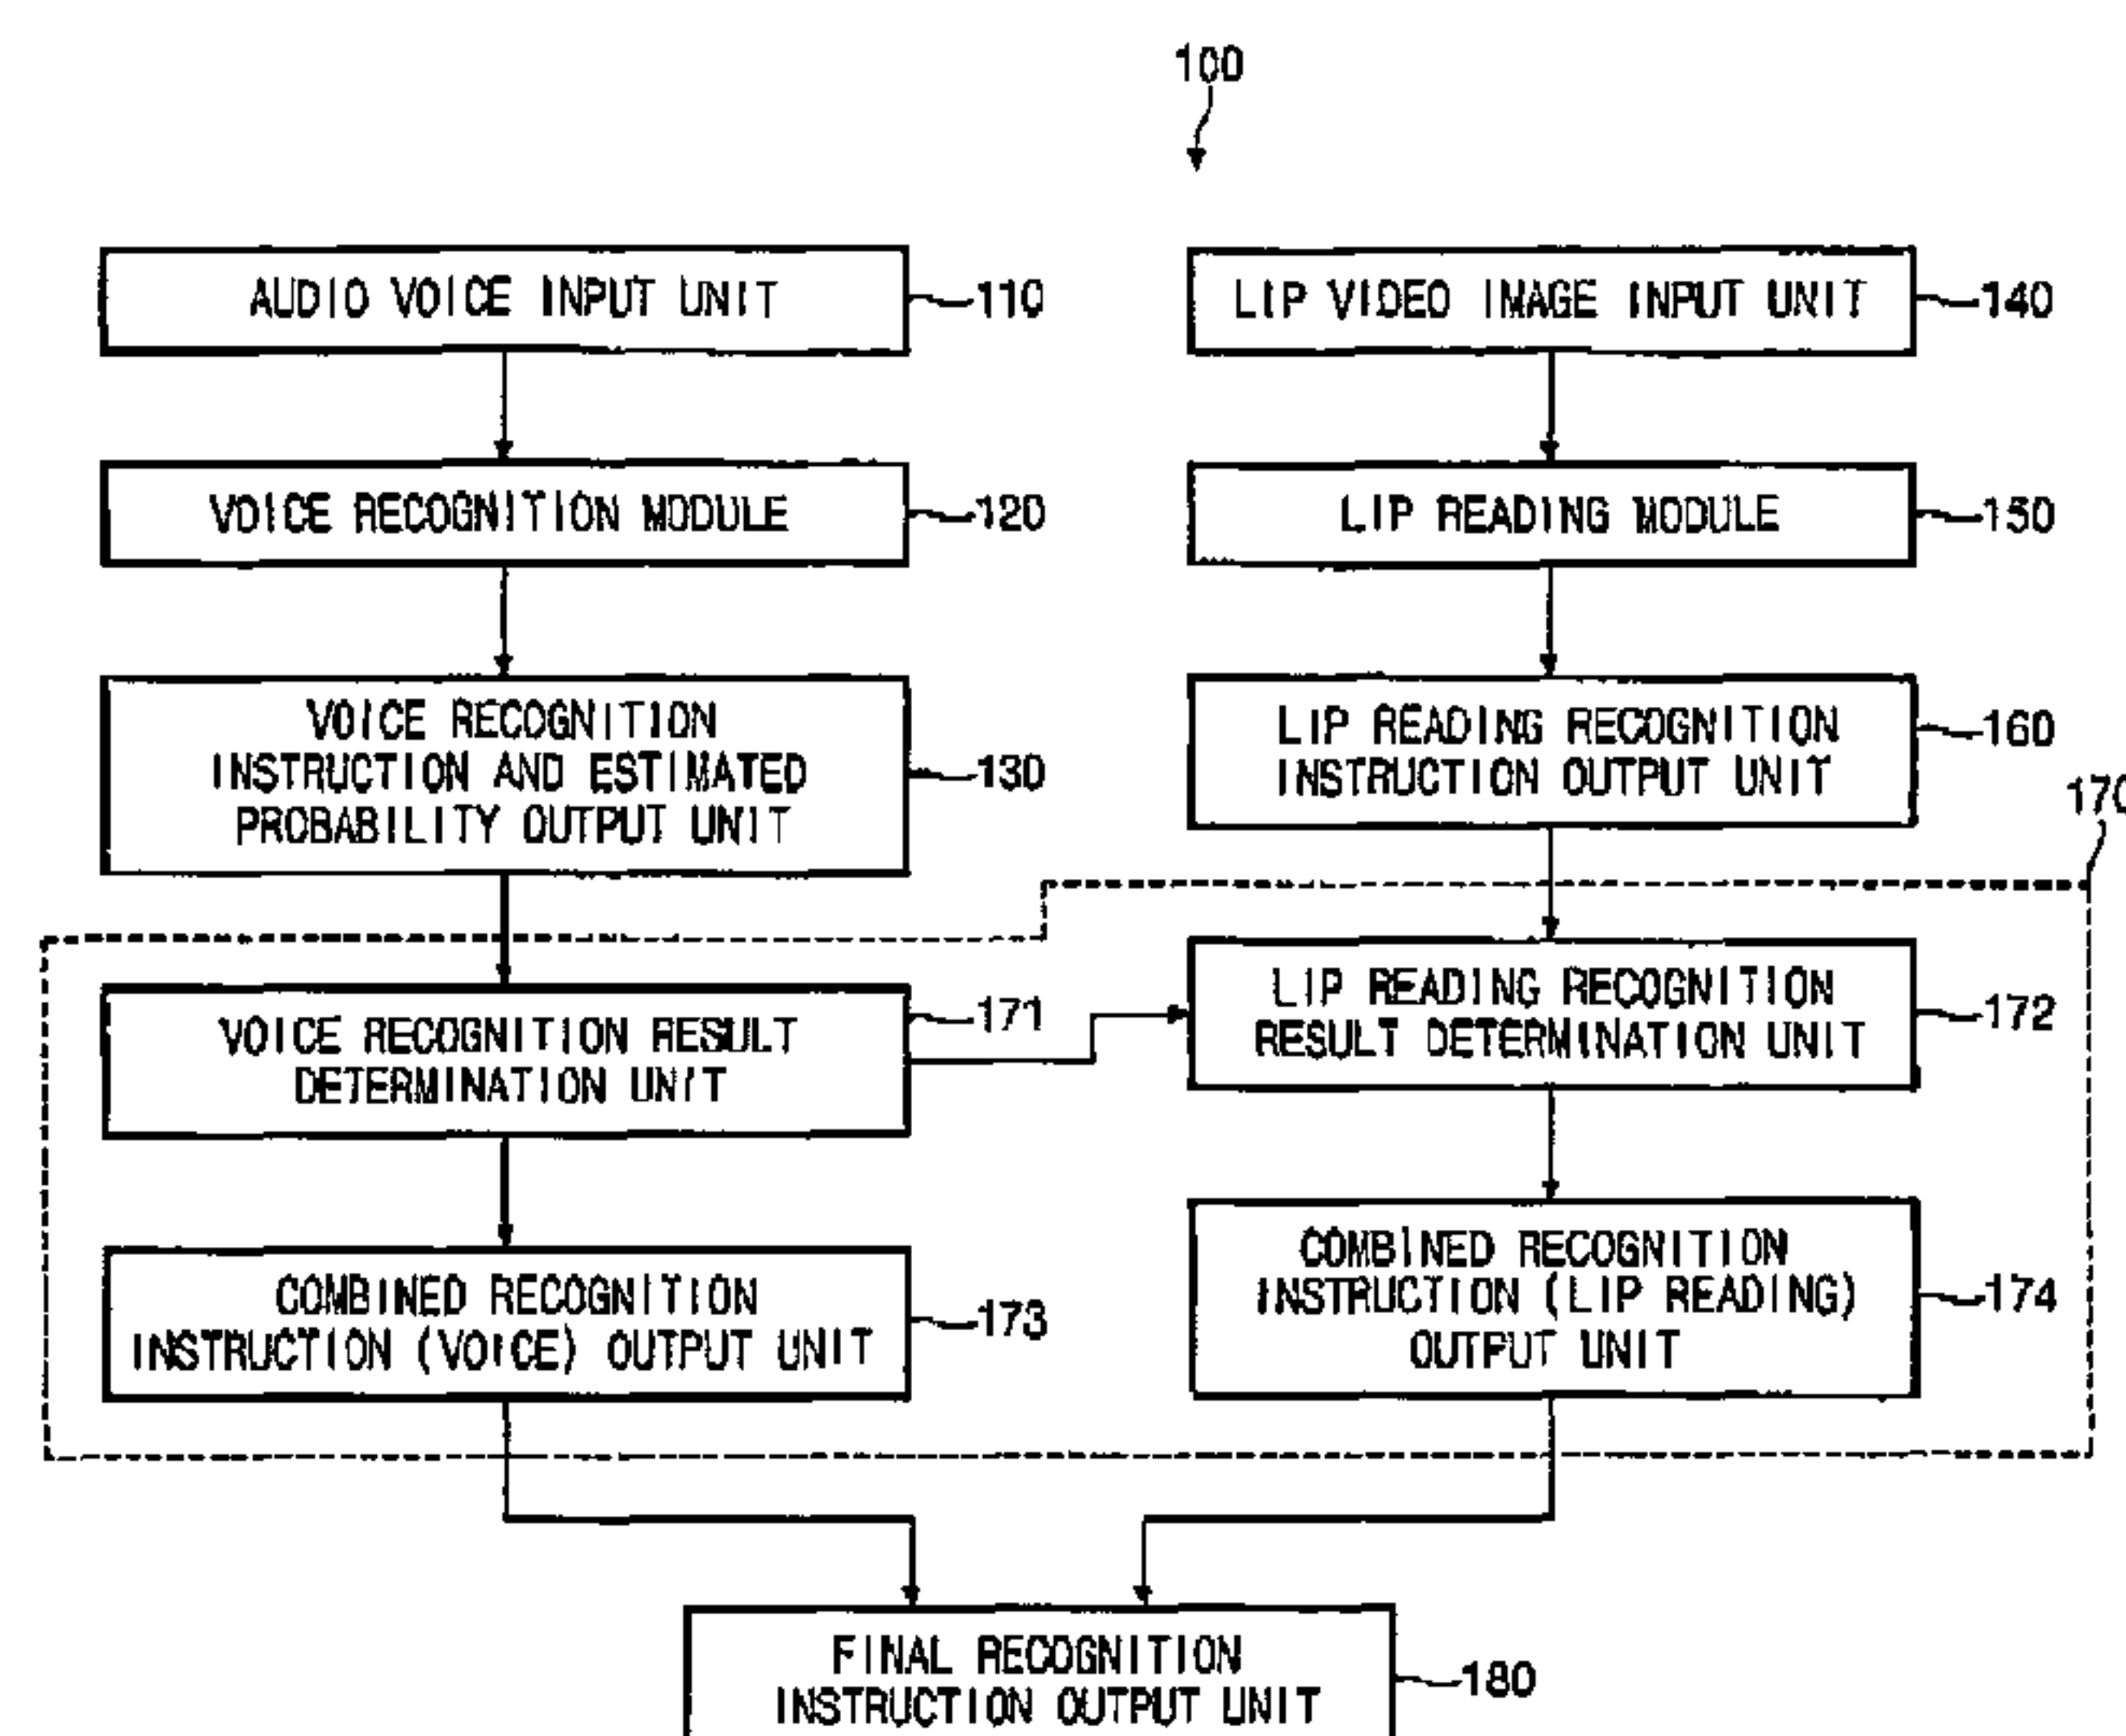 100
AUDIO VOICE INPUT UNIT
110
LIP VIDEO IMAGE INPUT UNIT
140
VOICE RECOGNITION MODULE
120
LIP READING MODULE
150
VOICE RECOGNITION
INSTRUCTION AND ESTIMATED
PROBABILITY OUTPUT UNIT
130
LIP READING RECOGNITION
INSTRUCTION OUTPUT UNIT
160
170
VOICE RECOGNITION RESULT
DETERMINATION UNIT
171
LIP READING RECOGNITION
RESULT DETERMINATION UNIT
172
COMBINED RECOGNITION
INSTRUCTION (VOICE) OUTPUT UNIT
173
COMBINED RECOGNITION
INSTRUCTION (LIP READING)
OUTPUT UNIT
174
FINAL RECOGNITION
INSTRUCTION OUTPUT UNIT
180